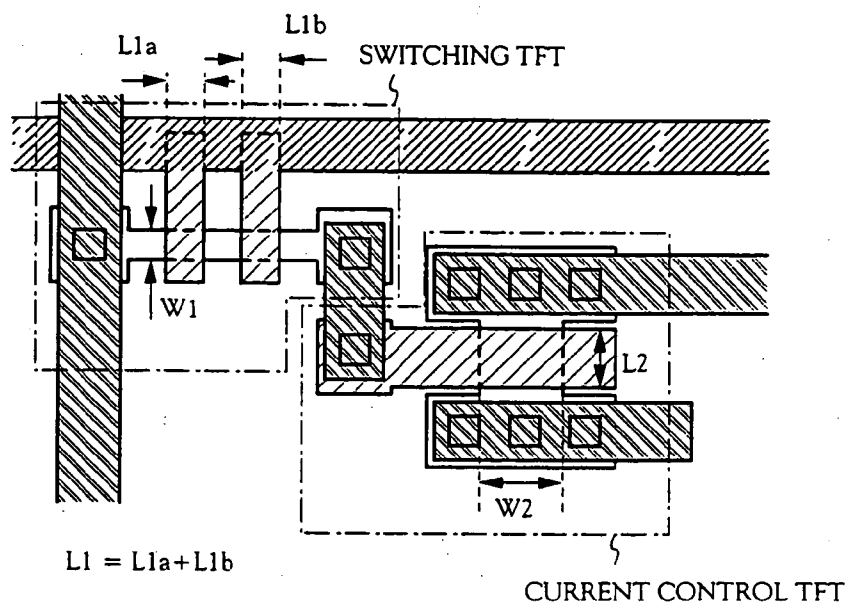 L1a
L1b
SWITCHING TFT
W1
L2
W2
L1 = L1a+L1b
CURRENT CONTROL TFT